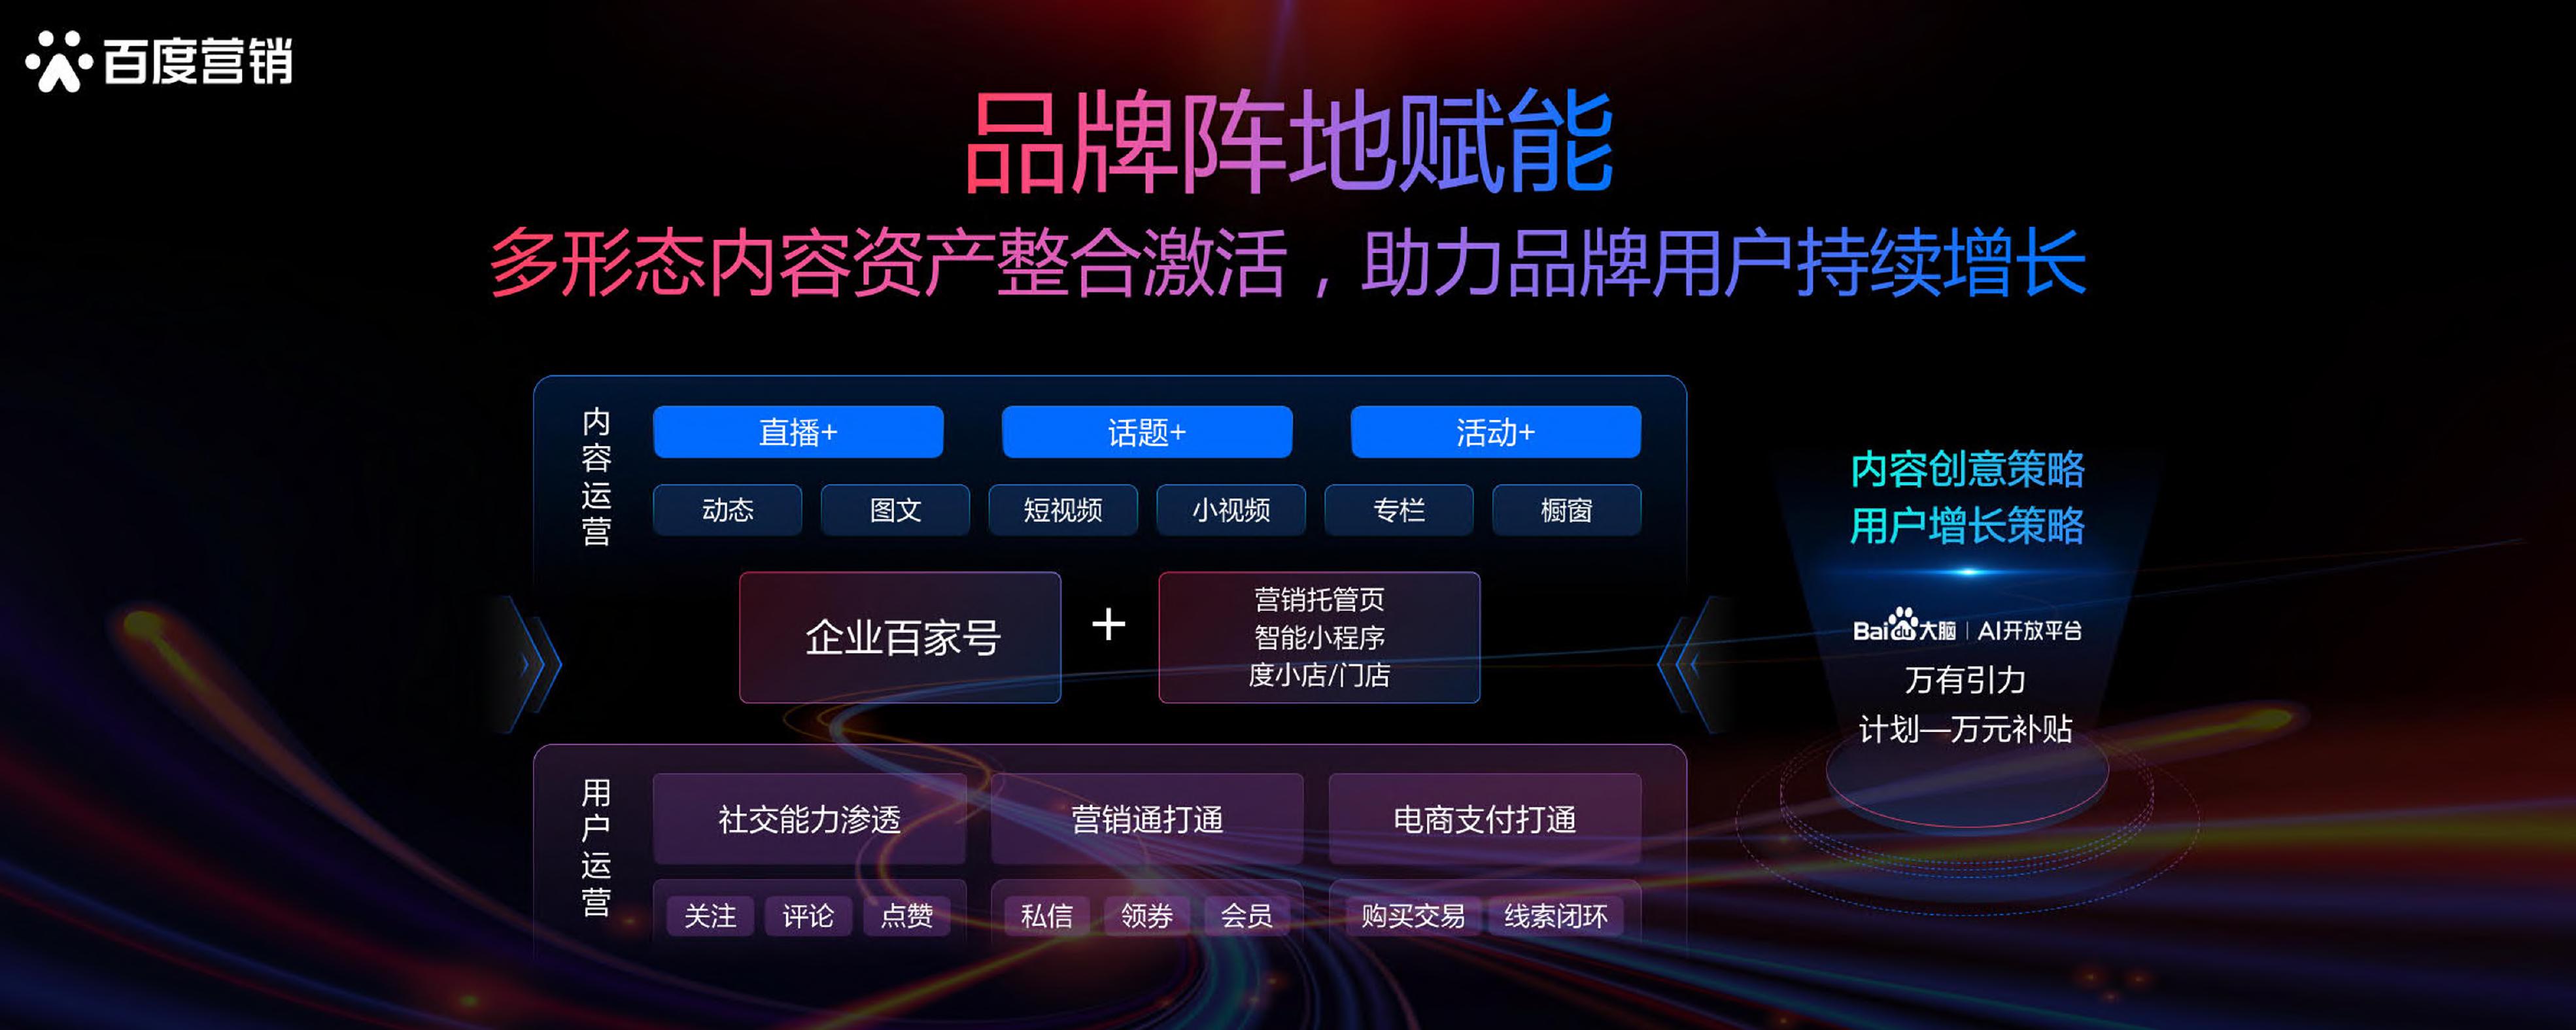 百度营销
品牌阵地赋能
多形态内容资产整合激活，助力品牌用户持续增长
内容运营
直播+ 话题+ 活动+
动态 图文 短视频 小视频 专栏 橱窗
企业百家号
+
营销托管页
智能小程序
度小店/门店
用户运营
社交能力渗透 营销通打通 电商支付打通
关注 评论 点赞 私信 领券 会员 购买交易 线索闭环
内容创意策略
用户增长策略
Baidu大脑 | AI开放平台
万有引力
计划—万元补贴